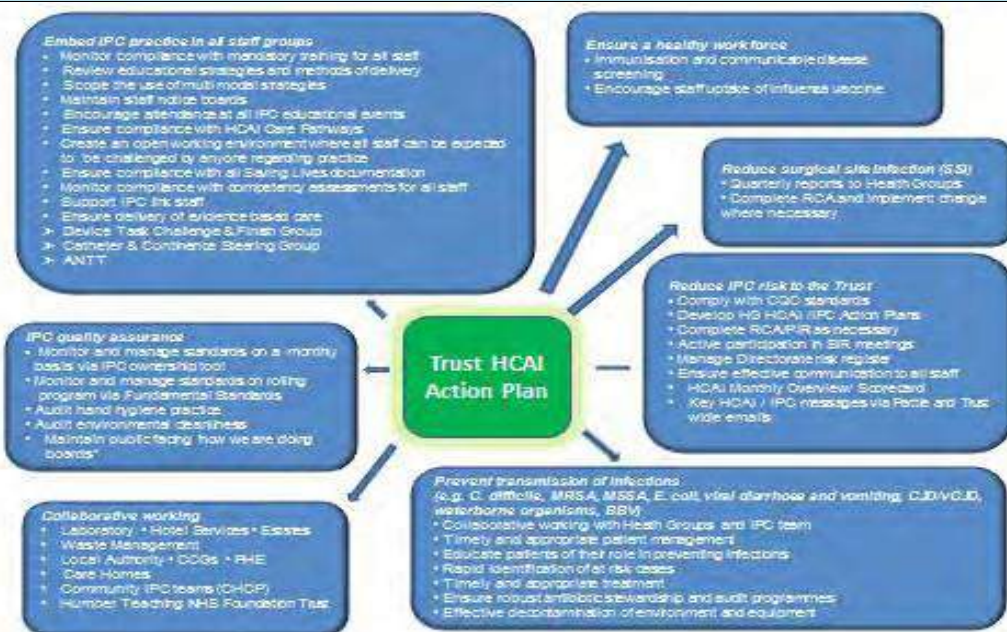 Embed IPC practice in all staff groups
• Monitor compliance with mandatory training for all staff
• Review educational strategies and methods of delivery
• Scope the use of multi modal strategies
• Maintain staff notice boards
• Encourage attendance at all IPC educational events
• Ensure compliance with HCAI Care Pathways
• Create an open working environment where all staff can be expected
to be challenged by anyone regarding practice
• Ensure compliance with all Saving Lives documentation
• Monitor compliance with competency assessments for all staff
• Support IPC link staff
• Ensure delivery of evidence based care
➢ Device Task Challenge & Finish Group
➢ Catheter & Continence Steering Group
➢ ANTT
Ensure a healthy workforce
• Immunisation and communicable disease
screening
• Encourage staff uptake of influenza vaccine.
Reduce surgical site infection (SSI)
• Quarterly reports to Health Groups
• Complete RCA and implement change
where necessary
Reduce IPC risk to the Trust
• Comply with CQC standards
• Develop HG HCAI / IPC Action Plans
• Complete RCA/PIR as necessary
• Active participation in SIR meetings
• Manage Directorate risk register
• Ensure effective communication to all staff
• HCAI Monthly Overview/ Scorecard
• Key HCAI / IPC messages via Pattie and Trust
wide emails
Trust HCAI
Action Plan
IPC quality assurance
• Monitor and manage standards on a monthly
basis via IPC ownership tool
• Monitor and manage standards on rolling
program via Fundamental Standards
• Audit hand hygiene practice
• Audit environmental cleanliness
Maintain public facing "how we are doing
boards"
Collaborative working
• Laboratory • Hotel Services • Estates
Waste Management
• Local Authority • CCGs • PHE
• Care Homes
• Community IPC teams (CHCP)
• Humber Teaching NHS Foundation Trust
Prevent transmission of infections
(e.g. C. difficile, MRSA, MSSA, E. coli, viral diarrhoea and vomiting, CJD/vCJD,
waterborne organisms, BBV)
• Collaborative working with Heath Groups and IPC team
• Timely and appropriate patient management
• Educate patients of their role in preventing infections
• Rapid identification of at risk cases
• Timely and appropriate treatment
• Ensure robust antibiotic stewardship and audit programmes
• Effective decontamination of environment and equipment